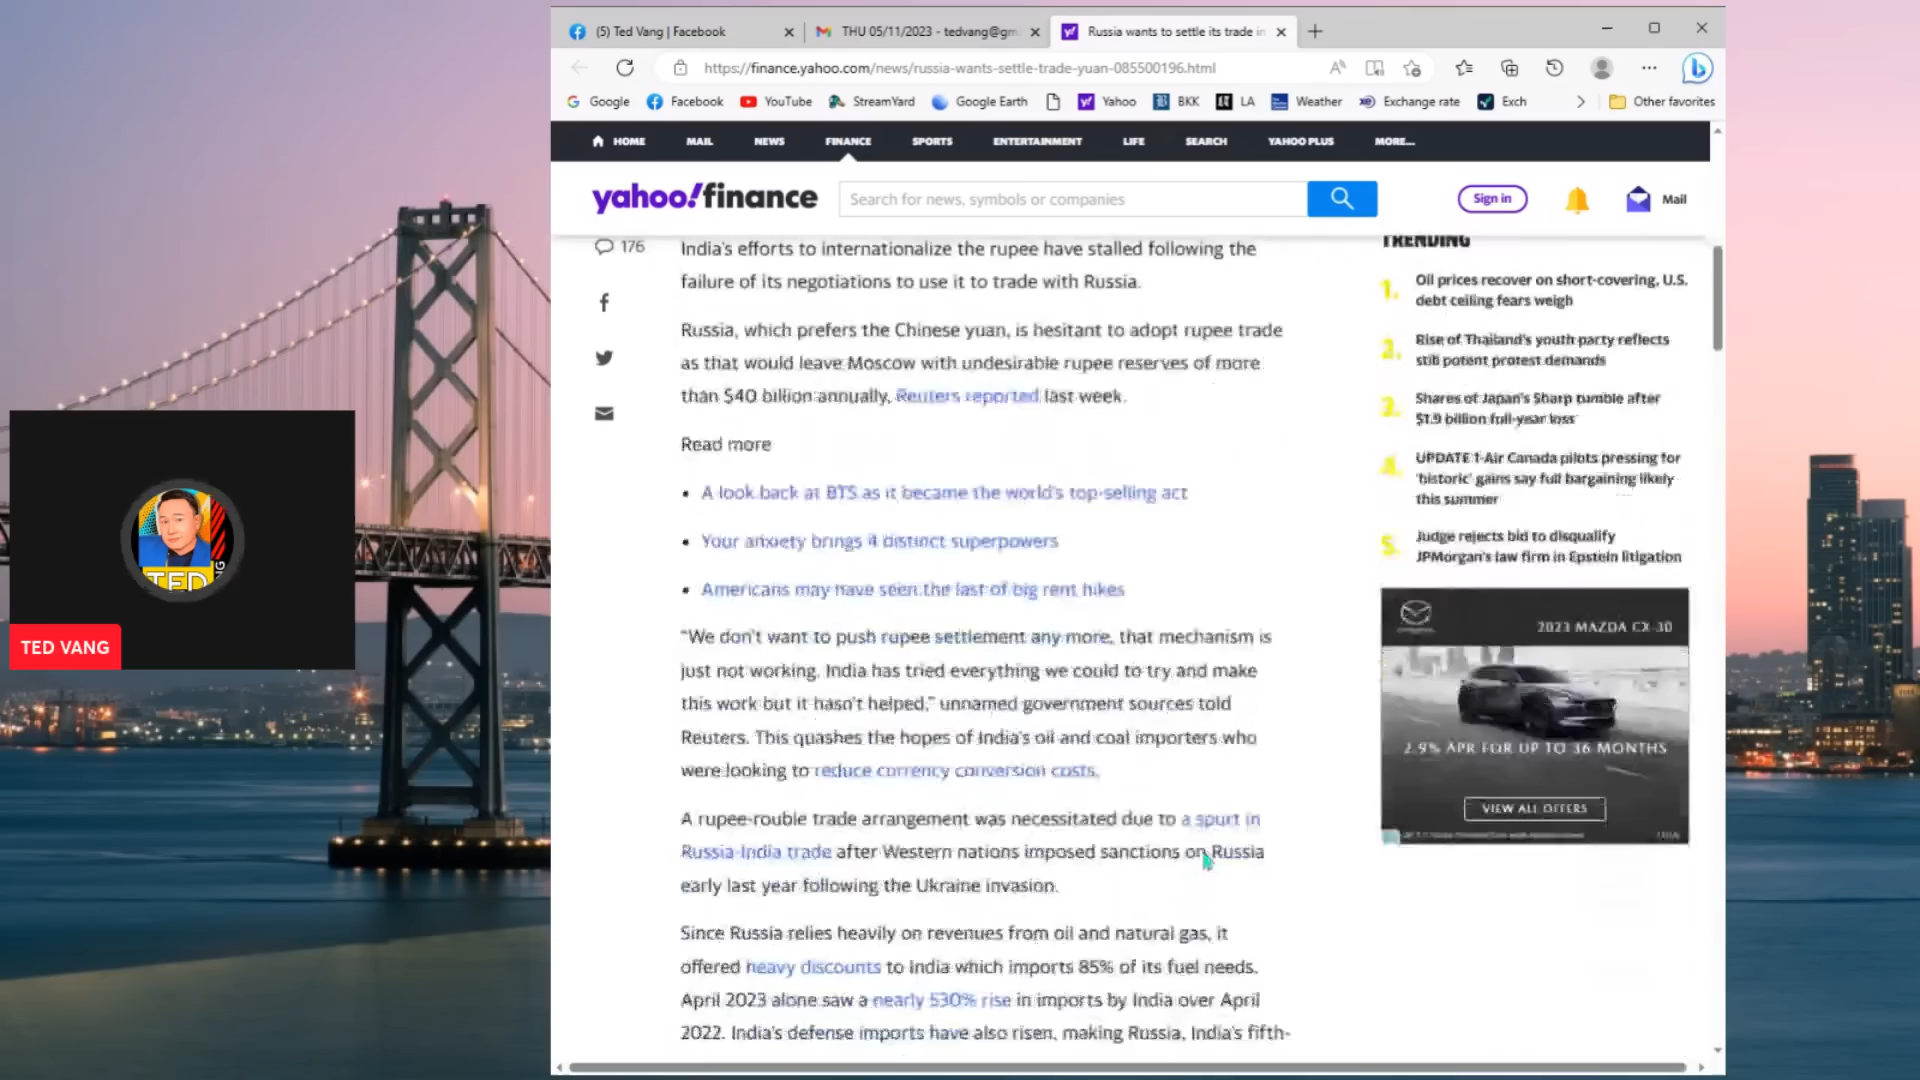 (5) Ted Vang | Facebook
THU 05/11/2023 - tedvang@gm
Russia wants to settle its trade in
https://finance.yahoo.com/news/russia-wants-settle-trade-yuan-085500196.html
Google
Facebook
YouTube
StreamYard
Google Earth
Yahoo
BKK
LA
Weather
Exchange rate
Exch
Other favorites
HOME
MAIL
NEWS
FINANCE
SPORTS
ENTERTAINMENT
LIFE
SEARCH
YAHOO PLUS
MORE...
yahoo!finance
Search for news, symbols or companies
Sign in
Mail
176
India's efforts to internationalize the rupee have stalled following the
failure of its negotiations to use it to trade with Russia.
Russia, which prefers the Chinese yuan, is hesitant to adopt rupee trade
as that would leave Moscow with undesirable rupee reserves of more
than $40 billion annually, Reuters reported last week.
Read more
• A look back at BTS as it became the world's top-selling act
• Your anxiety brings 4 distinct superpowers
• Americans may have seen the last of big rent hikes
"We don't want to push rupee settlement any more, that mechanism is
just not working. India has tried everything we could to try and make
this work but it hasn't helped," unnamed government sources told
Reuters. This quashes the hopes of India's oil and coal importers who
were looking to reduce currency conversion costs.
A rupee-rouble trade arrangement was necessitated due to a spurt in
Russia-India trade after Western nations imposed sanctions on Russia
early last year following the Ukraine invasion.
Since Russia relies heavily on revenues from oil and natural gas, it
offered heavy discounts to India which imports 85% of its fuel needs.
April 2023 alone saw a nearly 530% rise in imports by India over April
2022. India's defense imports have also risen, making Russia, India's fifth-
TRENDING
1. Oil prices recover on short-covering, U.S.
debt ceiling fears weigh
2. Rise of Thailand's youth party reflects
still potent protest demands
3. Shares of Japan's Sharp tumble after
$1.9 billion full-year loss
4. UPDATE 1-Air Canada pilots pressing for
'historic' gains say full bargaining likely
this summer
5. Judge rejects bid to disqualify
JPMorgan's law firm in Epstein litigation
2023 MAZDA CX-30
2.9% APR FOR UP TO 36 MONTHS
VIEW ALL OFFERS
TED
TED VANG